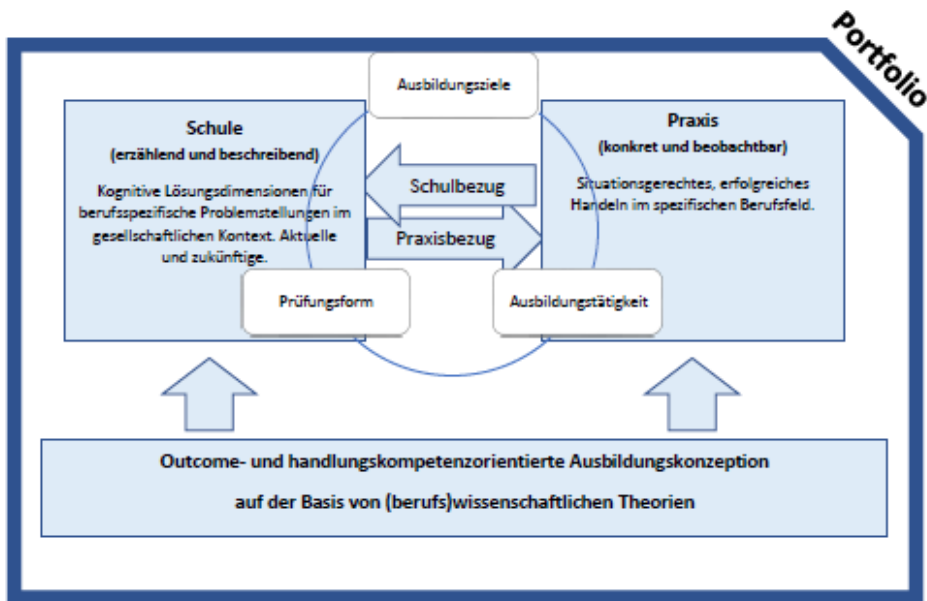 Portfolio
Ausbildungsziele
Schule
(erzählend und beschreibend)
Kognitive Lösungsdimensionen für
berufsspezifische Problemstellungen im
gesellschaftlichen Kontext. Aktuelle
und zukünftige.
Schulbezug
Praxisbezug
Praxis
(konkret und beobachtbar)
Situationsgerechtes, erfolgreiches
Handeln im spezifischen Berufsfeld.
Prüfungsform
Ausbildungstätigkeit
Outcome- und handlungskompetenzorientierte Ausbildungskonzeption
auf der Basis von (berufs)wissenschaftlichen Theorien